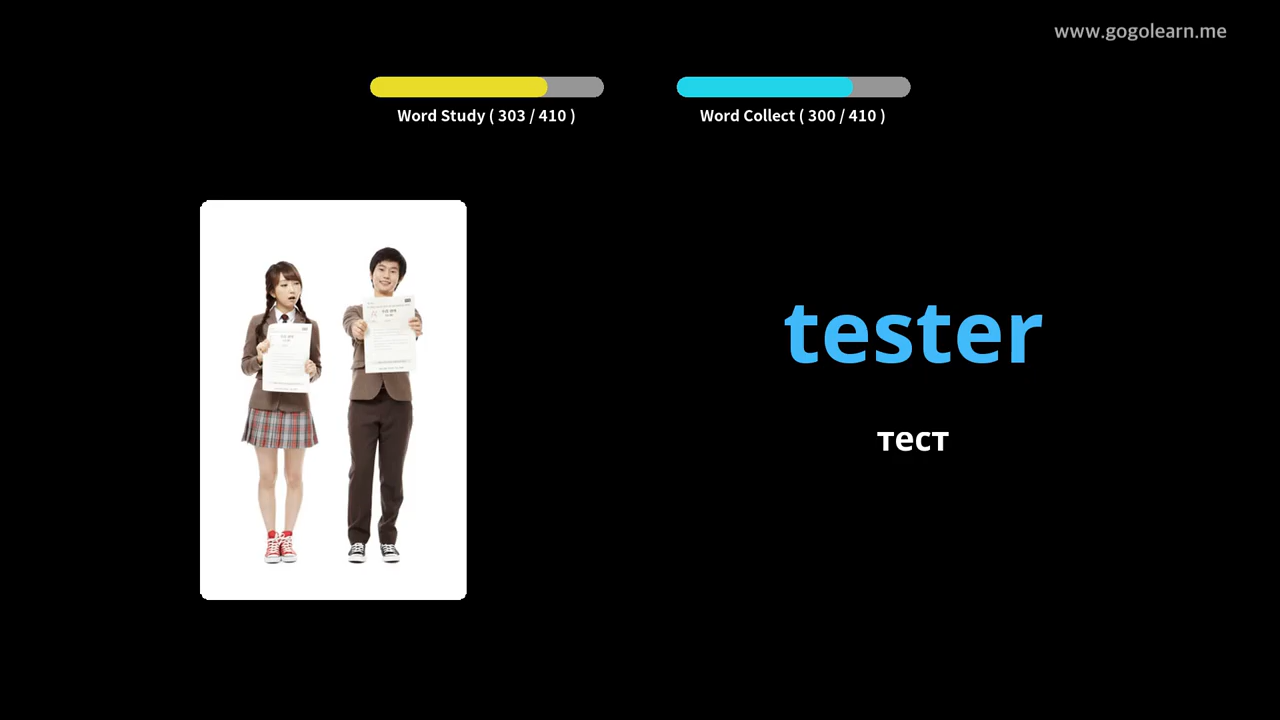 www.gogolearn.me
Word Study ( 303 / 410 )
Word Collect ( 300 / 410 )
tester
тест